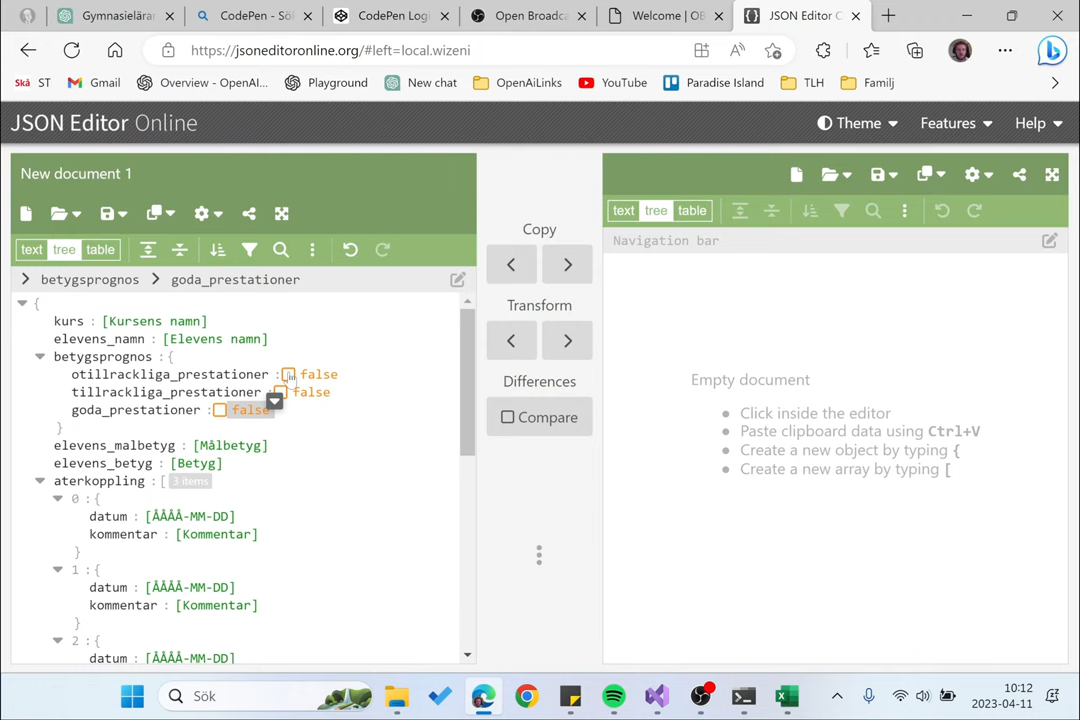 Gymnasielärar
CodePen - Söl
CodePen Logi
Open Broadca
Welcome | OB
JSON Editor O
https://jsoneditoronline.org/#left=local.wizeni
Skå ST
Gmail
Overview - OpenAI...
Playground
New chat
OpenAiLinks
YouTube
Paradise Island
TLH
Familj
JSON Editor Online
Theme
Features
Help
New document 1
text tree table
betygsprognos > goda_prestationer
{
kurs : [Kursens namn]
elevens_namn : [Elevens namn]
betygsprognos : {
otillrackliga_prestationer : false
tillrackliga_prestationer : false
goda_prestationer : false
}
elevens_malbetyg : [Målbetyg]
elevens_betyg : [Betyg]
aterkoppling : [ 3 items
0 : {
datum : [ÅÅÅÅ-MM-DD]
kommentar : [Kommentar]
}
1 : {
datum : [ÅÅÅÅ-MM-DD]
kommentar : [Kommentar]
}
2 : {
datum : [ÅÅÅÅ-MM-DD]
Copy
Transform
Differences
Compare
text tree table
Navigation bar
Empty document
Click inside the editor
Paste clipboard data using Ctrl+V
Create a new object by typing {
Create a new array by typing [
Sök
10:12
2023-04-11